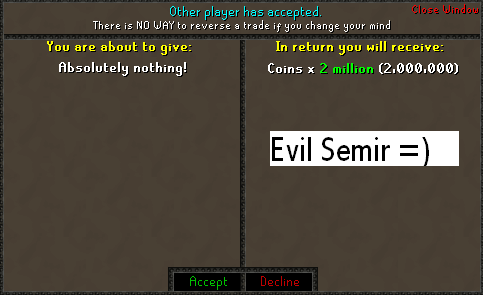 Other player has accepted.
Close Window
There is NO WAY to reverse a trade if you change your mind
You are about to give:
Absolutely nothing!
In return you will receive:
Coins x 2 million (2,000,000)
Evil Semir =)
Accept
Decline